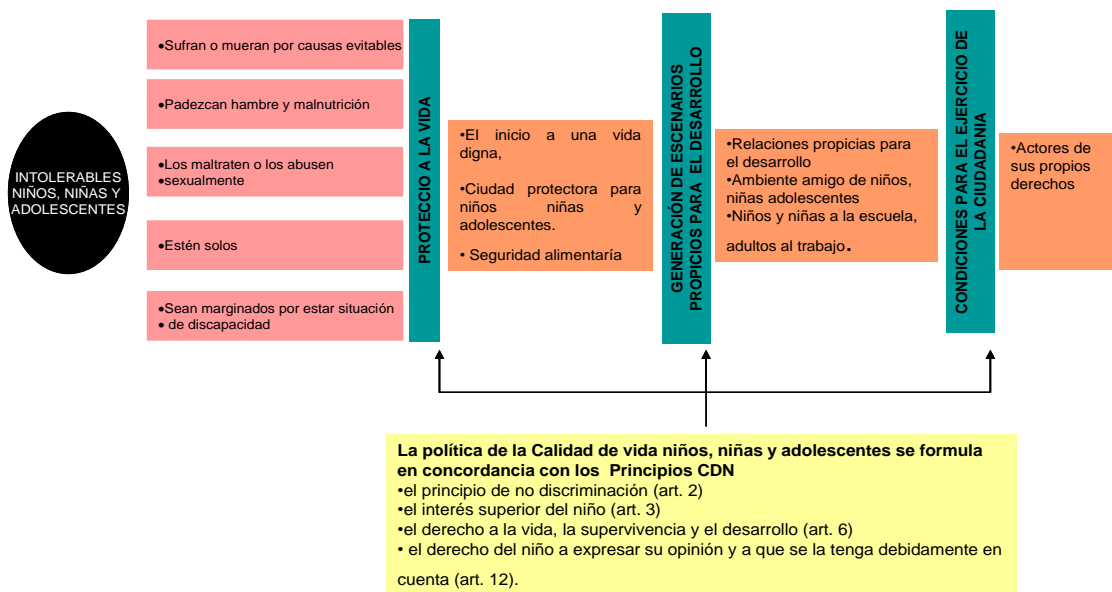 INTOLERABLES
NIÑOS, NIÑAS Y
ADOLESCENTES
•Sufran o mueran por causas evitables
•Padezcan hambre y malnutrición
•Los maltraten o los abusen
•sexualmente
•Estén solos
•Sean marginados por estar situación
• de discapacidad
PROTECCIO A LA VIDA
•El inicio a una vida
digna,
•Ciudad protectora para
niños niñas y
adolescentes.
• Seguridad alimentaría
GENERACIÓN DE ESCENARIOS
PROPICIOS PARA EL DESARROLLO
•Relaciones propicias para
el desarrollo
•Ambiente amigo de niños,
niñas adolescentes
•Niños y niñas a la escuela,
adultos al trabajo.
CONDICIONES PARA EL EJERCICIO DE
LA CIUDADANIA
•Actores de
sus propios
derechos
La política de la Calidad de vida niños, niñas y adolescentes se formula
en concordancia con los Principios CDN
•el principio de no discriminación (art. 2)
•el interés superior del niño (art. 3)
•el derecho a la vida, la supervivencia y el desarrollo (art. 6)
• el derecho del niño a expresar su opinión y a que se la tenga debidamente en
cuenta (art. 12).